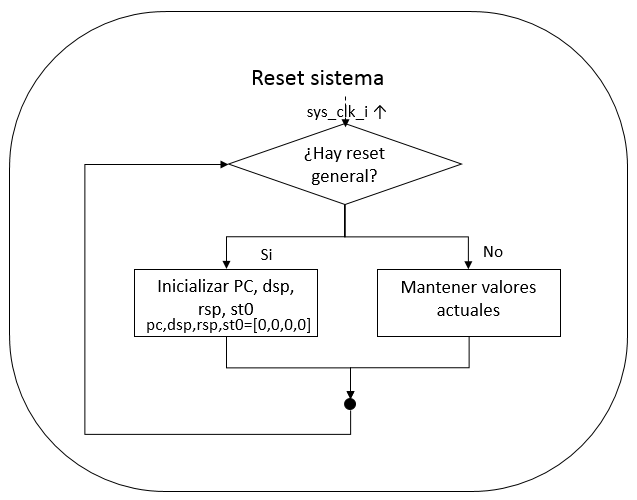 Reset sistema
sys_clk_i ↑
¿Hay reset
general?
Si
No
Inicializar PC, dsp,
rsp, st0
pc,dsp,rsp,st0=[0,0,0,0]
Mantener valores
actuales